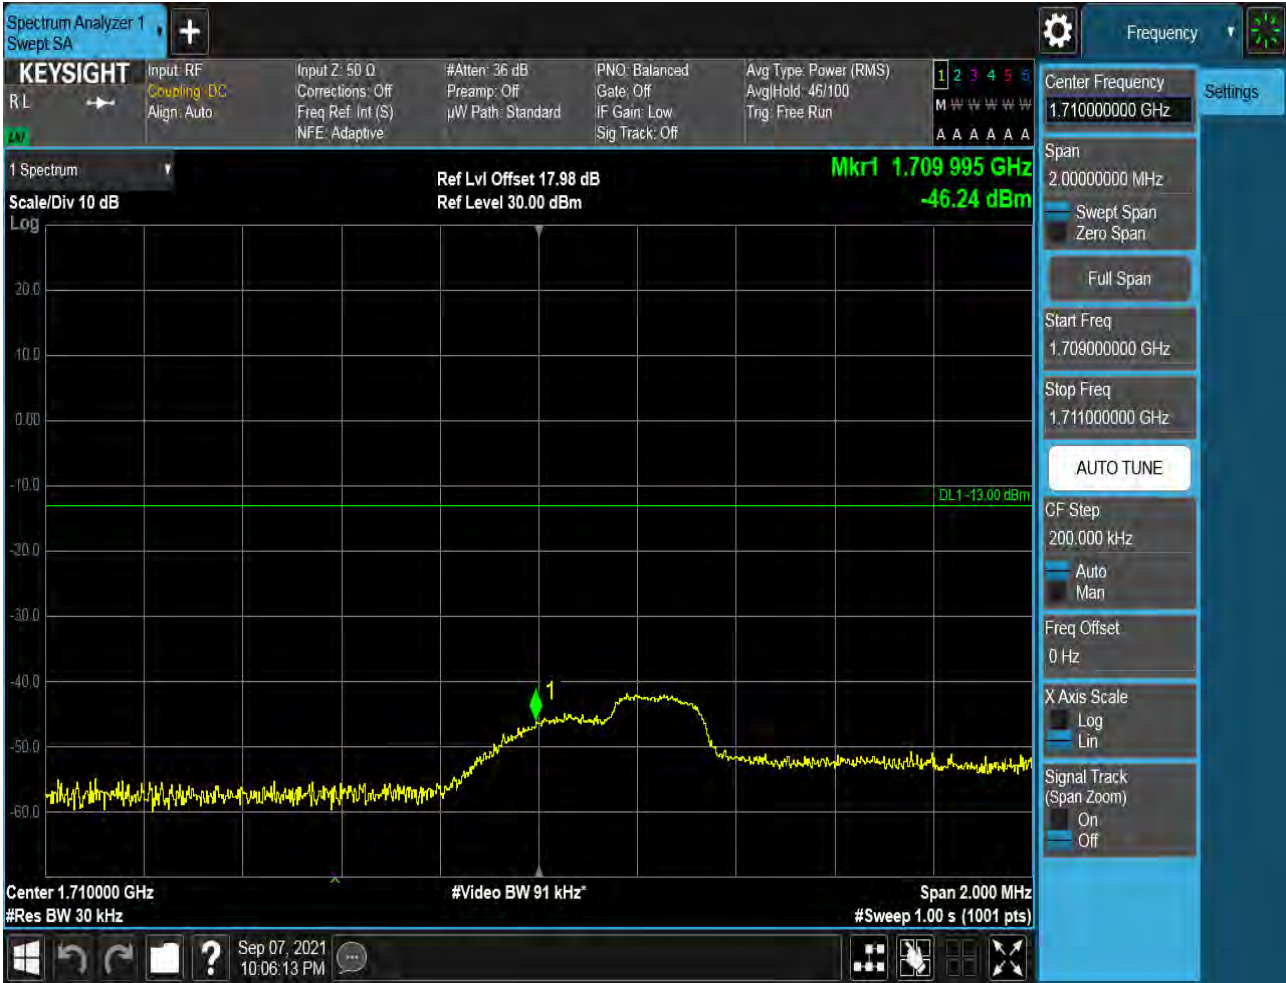 Spectrum Analyzer 1
Swept SA
Frequency
KEYSIGHT
R L
Input: RF
Coupling: DC
Align: Auto
Input Z: 50 Ω
Corrections: Off
Freq Ref: Int (S)
NFE: Adaptive
#Atten: 36 dB
Preamp: Off
µW Path: Standard
PNO: Balanced
Gate: Off
IF Gain: Low
Sig Track: Off
Avg Type: Power (RMS)
Avg|Hold: 46/100
Trig: Free Run
1 2 3 4 5 6
M W W W W W
A A A A A A
1 Spectrum
Scale/Div 10 dB
Log
Ref Lvl Offset 17.98 dB
Ref Level 30.00 dBm
Mkr1 1.709 995 GHz
-46.24 dBm
20.0
10.0
0.00
-10.0
-20.0
-30.0
-40.0
-50.0
-60.0
DL1 -13.00 dBm
1
Center 1.710000 GHz
#Res BW 30 kHz
#Video BW 91 kHz*
Span 2.000 MHz
#Sweep 1.00 s (1001 pts)
Sep 07, 2021
10:06:13 PM
Center Frequency
1.710000000 GHz
Span
2.00000000 MHz
Swept Span
Zero Span
Full Span
Start Freq
1.709000000 GHz
Stop Freq
1.711000000 GHz
AUTO TUNE
CF Step
200.000 kHz
Auto
Man
Freq Offset
0 Hz
X Axis Scale
Log
Lin
Signal Track
(Span Zoom)
On
Off
Settings